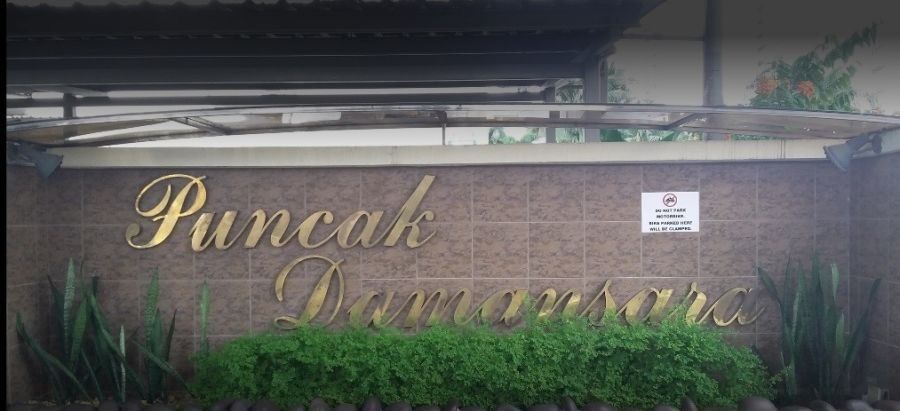 Puncak
Damansara
DO NOT PARK
MOTORBIKE.
BIKE PARKED HERE
WILL BE CLAMPED.